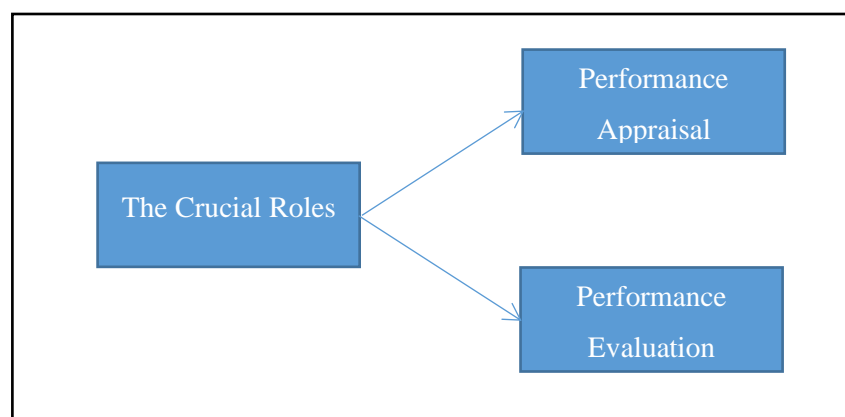 The Crucial Roles
Performance
Appraisal
Performance
Evaluation